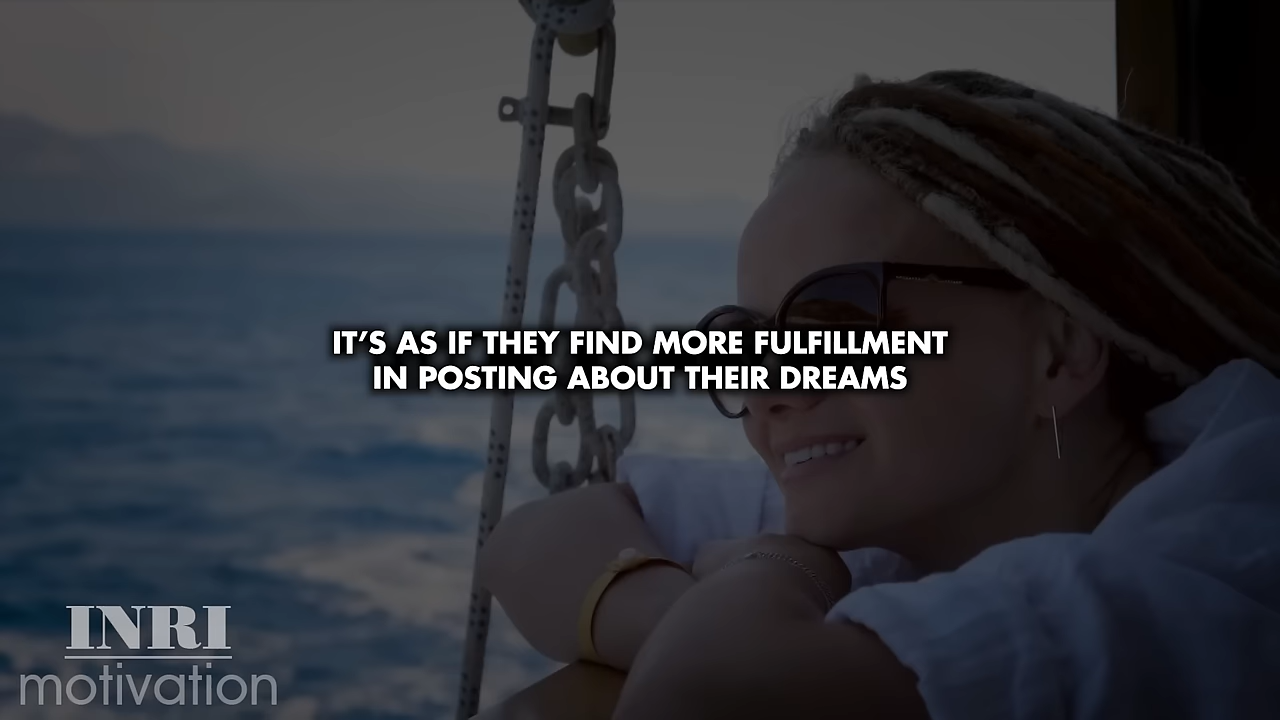 IT’S AS IF THEY FIND MORE FULFILLMENT
IN POSTING ABOUT THEIR DREAMS
INRI
motivation